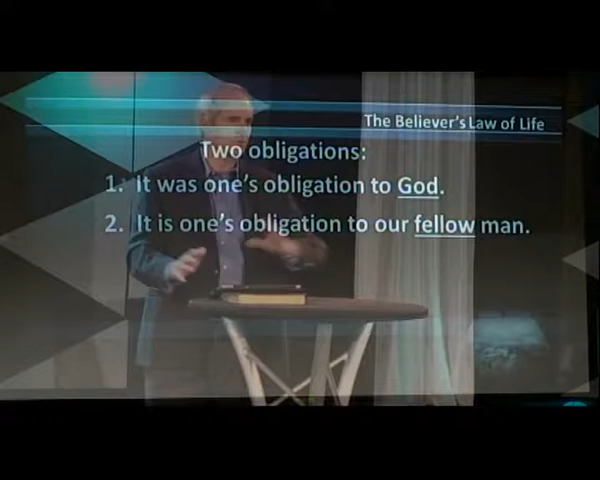 The Believer's Law of Life
Two obligations:
1. It was one's obligation to God.
2. It is one's obligation to our fellow man.